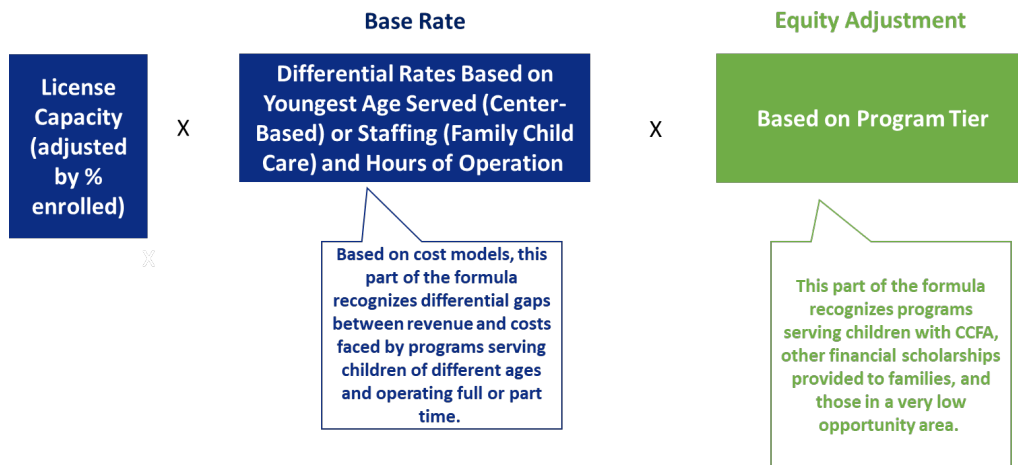 Base Rate
Equity Adjustment
License
Capacity
(adjusted
by %
enrolled)
X
Differential Rates Based on
Youngest Age Served (Center-
Based) or Staffing (Family Child
Care) and Hours of Operation
X
Based on Program Tier
X
Based on cost models, this
part of the formula
recognizes differential gaps
between revenue and costs
faced by programs serving
children of different ages
and operating full or part
time.
This part of the formula
recognizes programs
serving children with CCFA,
other financial scholarships
provided to families, and
those in a very low
opportunity area.